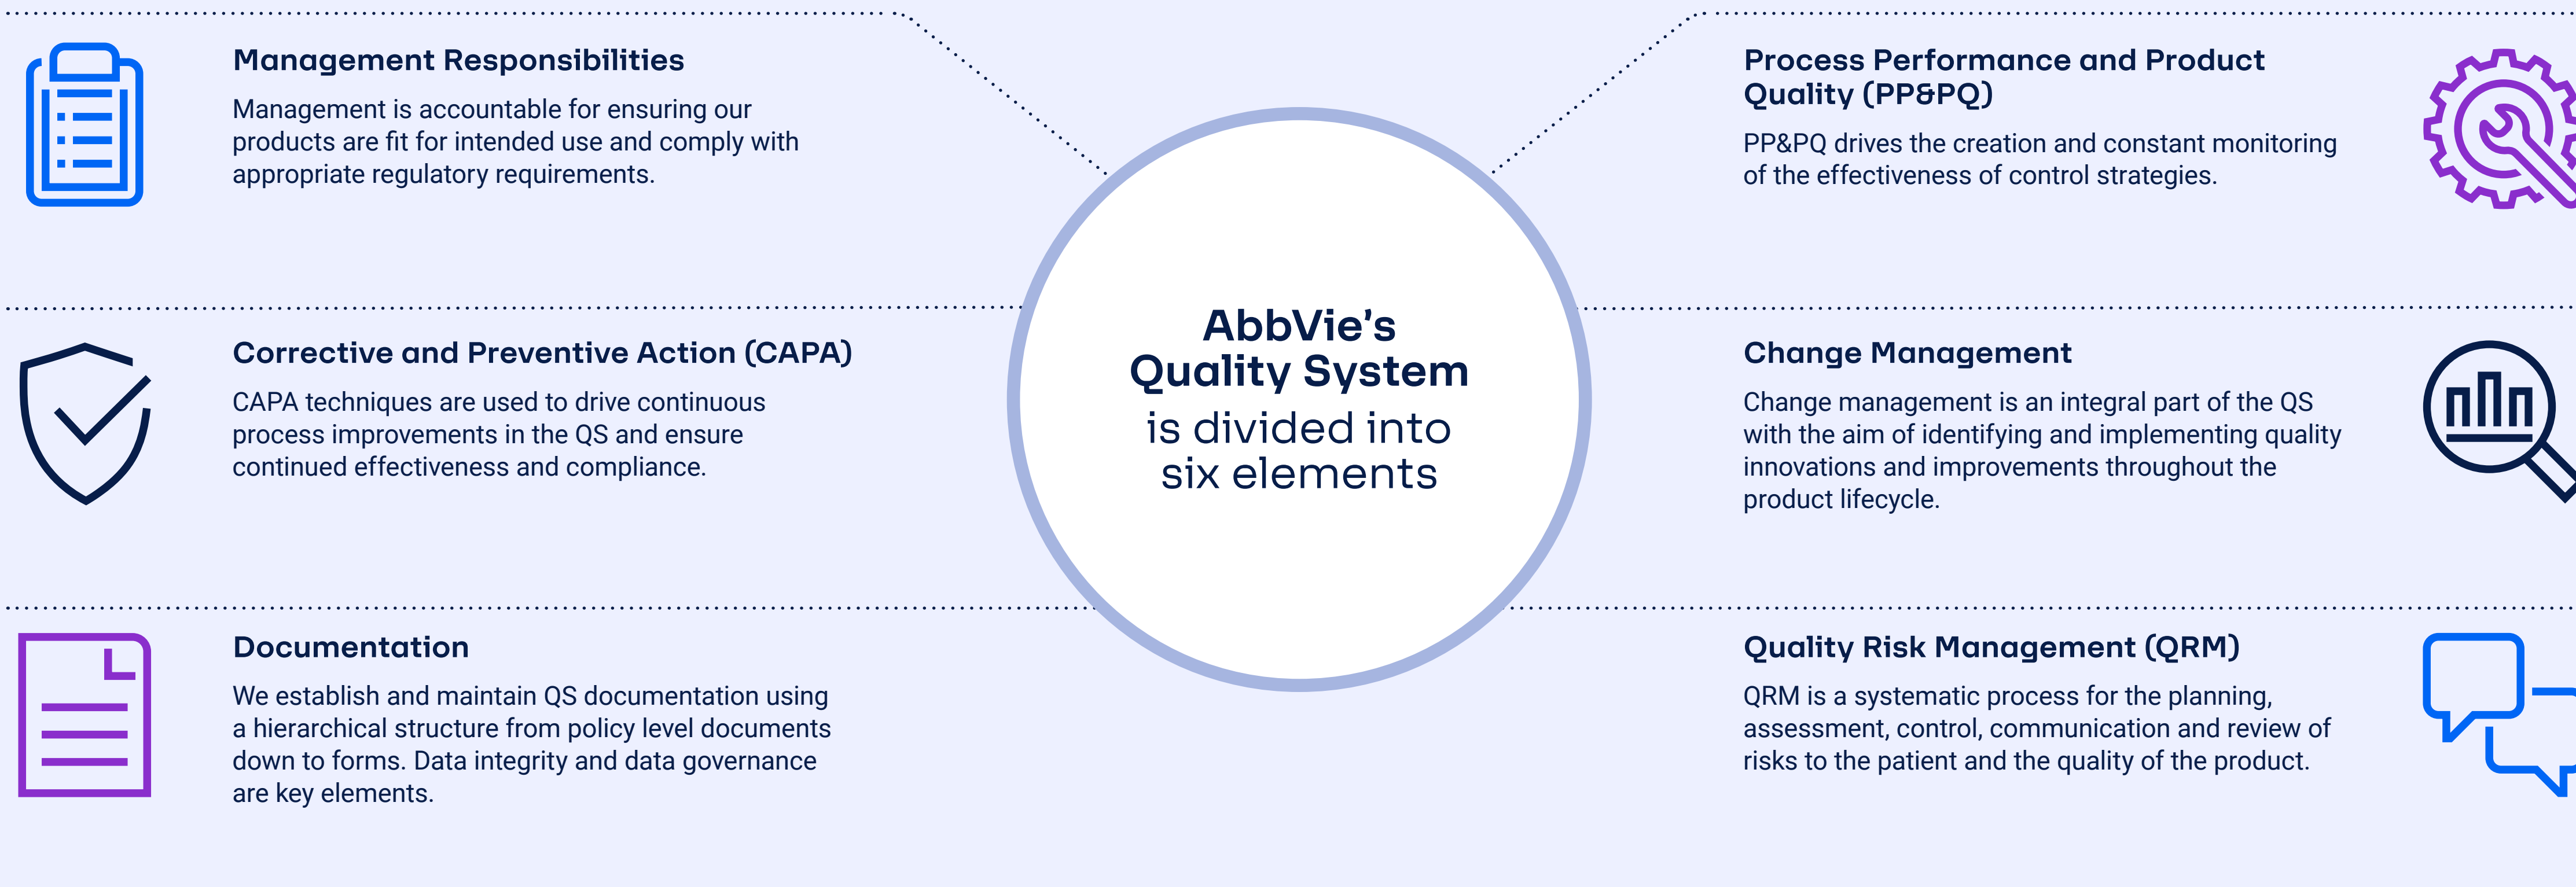 Management Responsibilities
Management is accountable for ensuring our
products are fit for intended use and comply with
appropriate regulatory requirements.
Corrective and Preventive Action (CAPA)
CAPA techniques are used to drive continuous
process improvements in the QS and ensure
continued effectiveness and compliance.
Documentation
We establish and maintain QS documentation using
a hierarchical structure from policy level documents
down to forms. Data integrity and data governance
are key elements.
AbbVie’s
Quality System
is divided into
six elements
Process Performance and Product
Quality (PP&PQ)
PP&PQ drives the creation and constant monitoring
of the effectiveness of control strategies.
Change Management
Change management is an integral part of the QS
with the aim of identifying and implementing quality
innovations and improvements throughout the
product lifecycle.
Quality Risk Management (QRM)
QRM is a systematic process for the planning,
assessment, control, communication and review of
risks to the patient and the quality of the product.